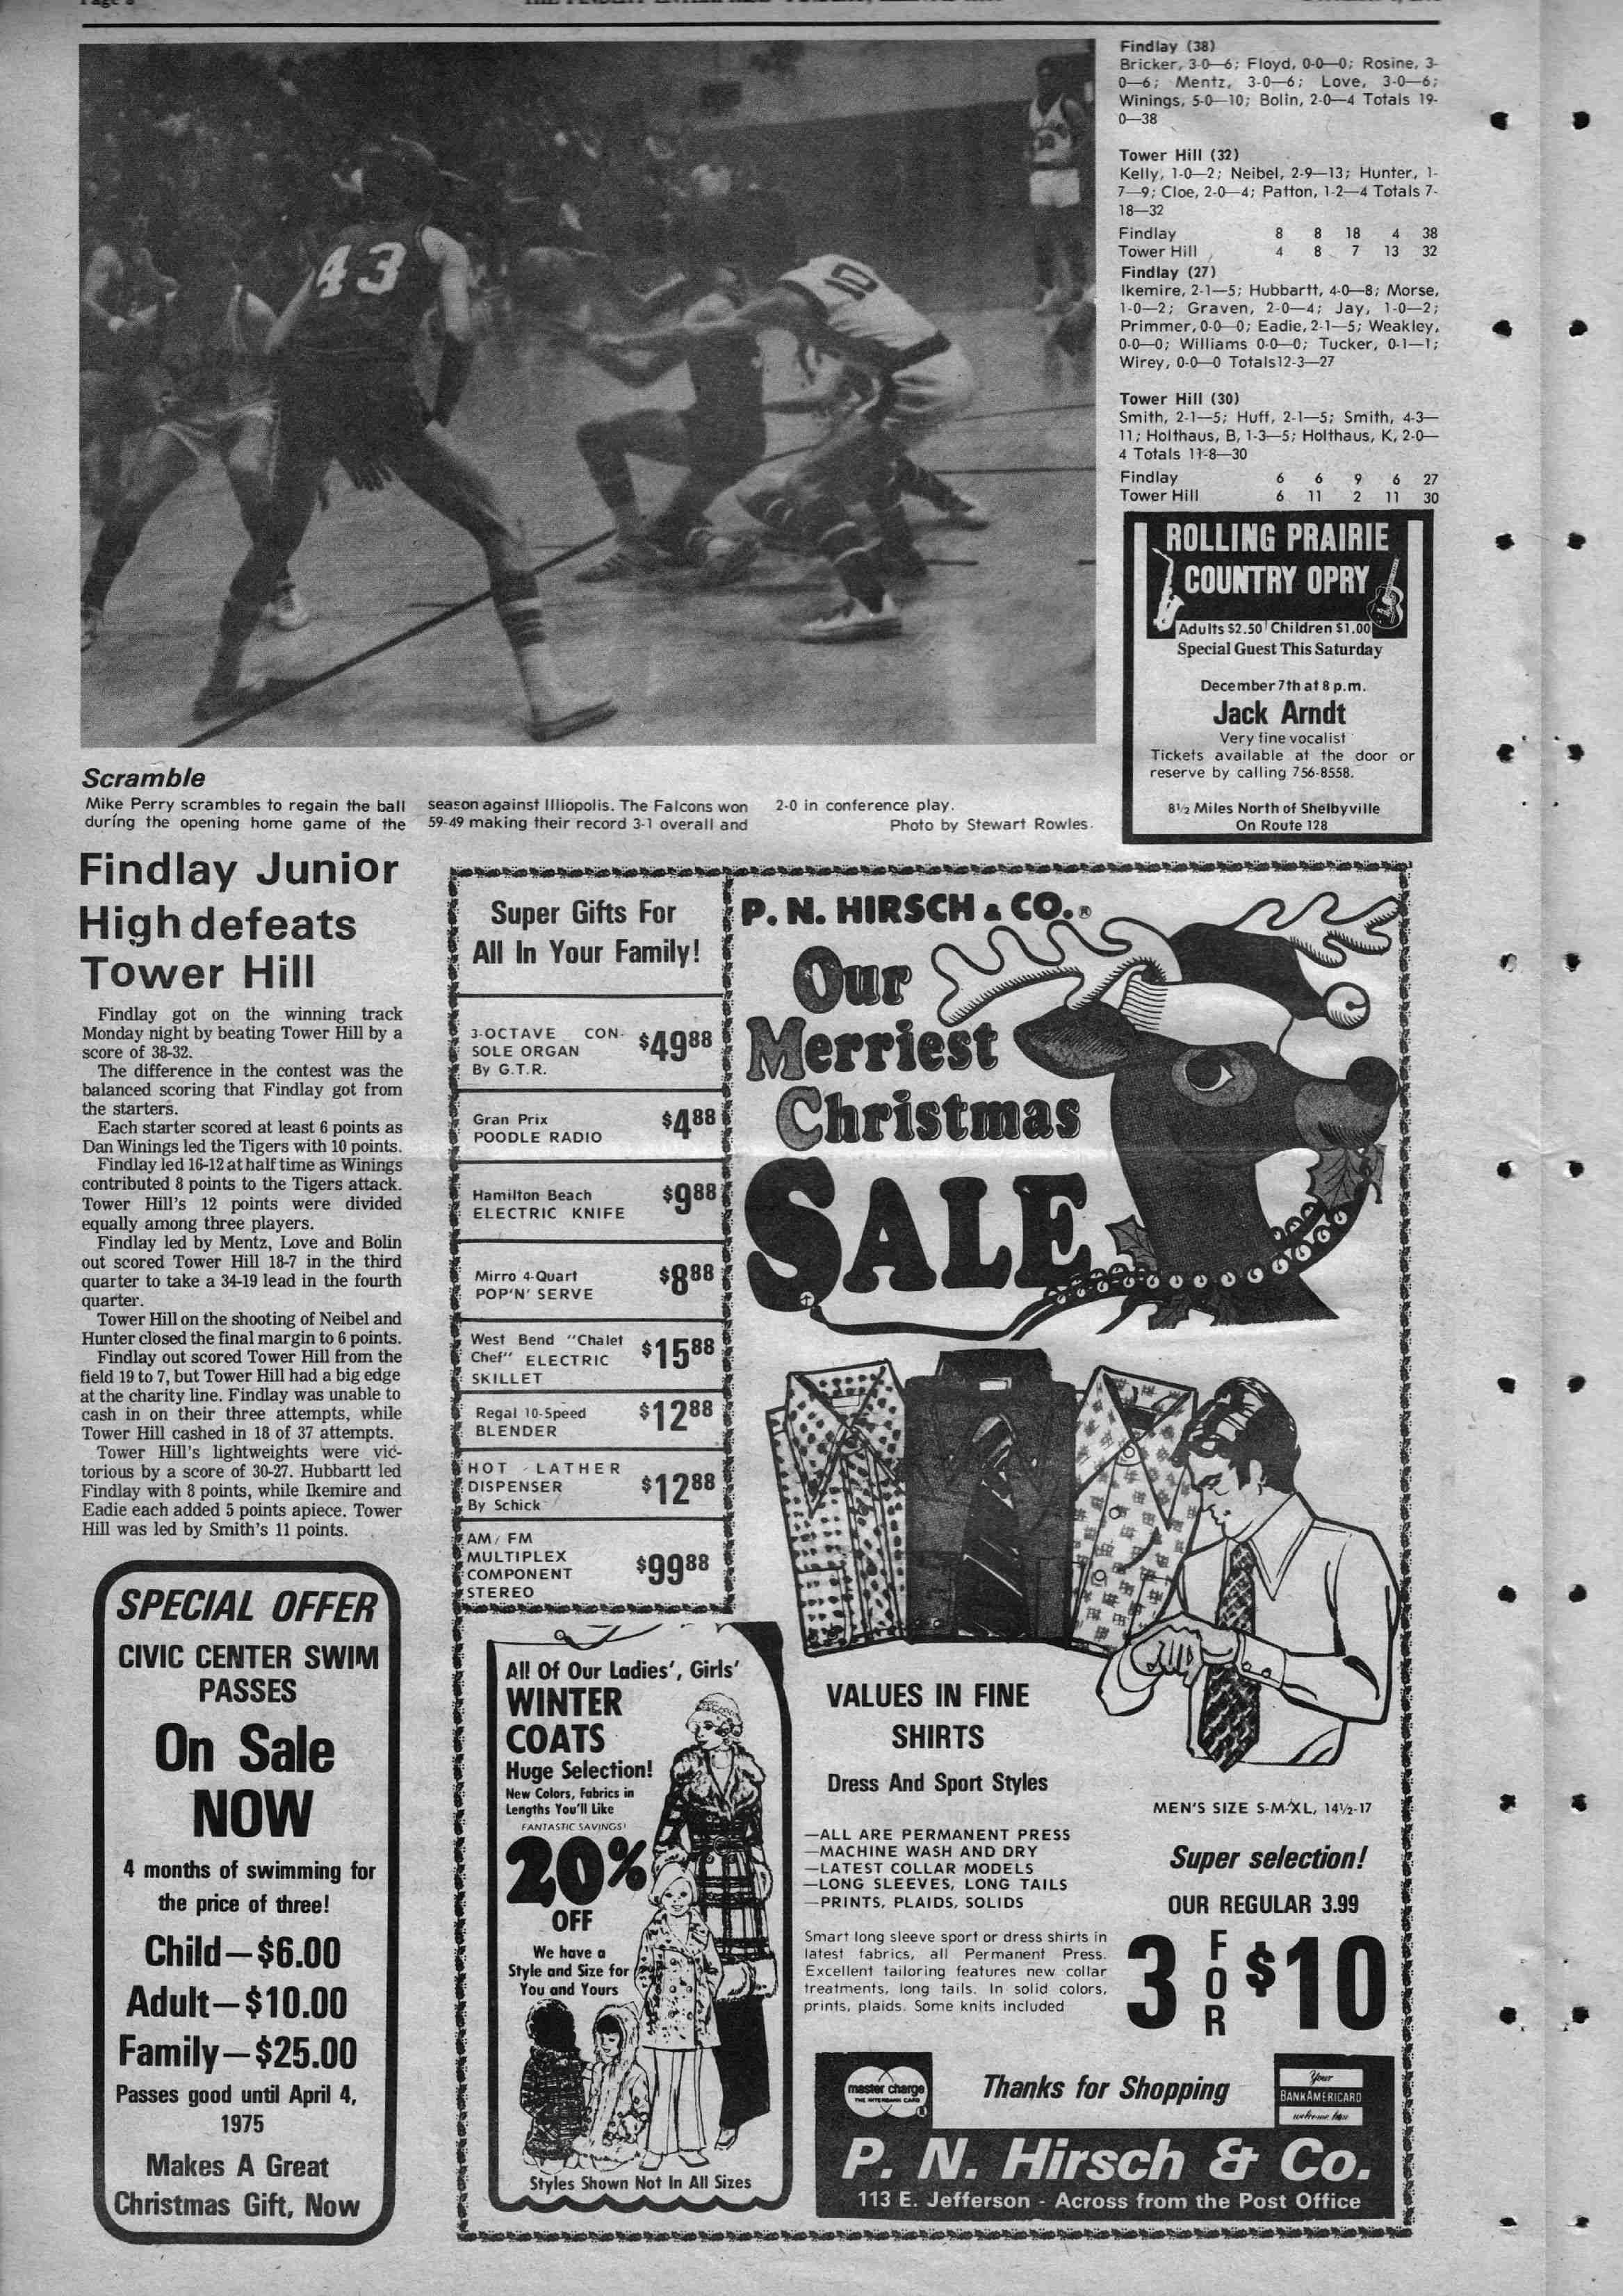 Findlay (38)
Bricker, 3-0—6; Floyd, 0-0—0; Rosine, 3-
0—6; Mentz, 3-0—6; Love, 3-0—6;
Winings, 5-0—10; Bolin, 2-0—4 Totals 19-
0—38
Tower Hill (32)
Kelly, 1-0—2; Neibel, 2-9—13; Hunter, 1-
7—9; Cloe, 2-0—4; Patton, 1-2—4 Totals 7-
18—32
Findlay 8 8 18 4 38
Tower Hill 4 8 7 13 32
Findlay (27)
Ikemire, 2-1—5; Hubbartt, 4-0—8; Morse,
1-0—2; Graven, 2-0—4; Jay, 1-0—2;
Primmer, 0-0—0; Eadie, 2-1—5; Weakley,
0-0—0; Williams 0-0—0; Tucker, 0-1—1;
Wirey, 0-0—0 Totals12-3—27
Tower Hill (30)
Smith, 2-1—5; Huff, 2-1—5; Smith, 4-3—
11; Holthaus, B, 1-3—5; Holthaus, K, 2-0—
4 Totals 11-8—30
Findlay 6 6 9 6 27
Tower Hill 6 11 2 11 30
ROLLING PRAIRIE
COUNTRY OPRY
Adults $2.50 Children $1.00
Special Guest This Saturday
December 7th at 8 p.m.
Jack Arndt
Very fine vocalist
Tickets available at the door or
reserve by calling 756-8558.
8½ Miles North of Shelbyville
On Route 128
43
10
Scramble
Mike Perry scrambles to regain the ball
during the opening home game of the
season against Illiopolis. The Falcons won
59-49 making their record 3-1 overall and
2-0 in conference play.
Photo by Stewart Rowles.
Findlay Junior
High defeats
Tower Hill
Findlay got on the winning track
Monday night by beating Tower Hill by a
score of 38-32.
The difference in the contest was the
balanced scoring that Findlay got from
the starters.
Each starter scored at least 6 points as
Dan Winings led the Tigers with 10 points.
Findlay led 16-12 at half time as Winings
contributed 8 points to the Tigers attack.
Tower Hill's 12 points were divided
equally among three players.
Findlay led by Mentz, Love and Bolin
out scored Tower Hill 18-7 in the third
quarter to take a 34-19 lead in the fourth
quarter.
Tower Hill on the shooting of Neibel and
Hunter closed the final margin to 6 points.
Findlay out scored Tower Hill from the
field 19 to 7, but Tower Hill had a big edge
at the charity line. Findlay was unable to
cash in on their three attempts, while
Tower Hill cashed in 18 of 37 attempts.
Tower Hill's lightweights were vic-
torious by a score of 30-27. Hubbartt led
Findlay with 8 points, while Ikemire and
Eadie each added 5 points apiece. Tower
Hill was led by Smith's 11 points.
SPECIAL OFFER
CIVIC CENTER SWIM
PASSES
On Sale
NOW
4 months of swimming for
the price of three!
Child—$6.00
Adult—$10.00
Family—$25.00
Passes good until April 4,
1975
Makes A Great
Christmas Gift, Now
Super Gifts For
All In Your Family!
3-OCTAVE CON-
SOLE ORGAN
By G.T.R.
$49 88
Gran Prix
POODLE RADIO
$4 88
Hamilton Beach
ELECTRIC KNIFE
$9 88
Mirro 4-Quart
POP'N' SERVE
$8 88
West Bend "Chalet
Chef" ELECTRIC
SKILLET
$15 88
Regal 10-Speed
BLENDER
$12 88
HOT LATHER
DISPENSER
By Schick
$12 88
AM/FM
MULTIPLEX
COMPONENT
STEREO
$99 88
P. N. HIRSCH & CO.®
Our
Merriest
Christmas
SALE
All Of Our Ladies', Girls'
WINTER
COATS
Huge Selection!
New Colors, Fabrics in
Lengths You'll Like
FANTASTIC SAVINGS!
20%
OFF
We have a
Style and Size for
You and Yours
Styles Shown Not In All Sizes
VALUES IN FINE
SHIRTS
Dress And Sport Styles
—ALL ARE PERMANENT PRESS
—MACHINE WASH AND DRY
—LATEST COLLAR MODELS
—LONG SLEEVES, LONG TAILS
—PRINTS, PLAIDS, SOLIDS
Smart long sleeve sport or dress shirts in
latest fabrics, all Permanent Press.
Excellent tailoring features new collar
treatments, long tails. In solid colors,
prints, plaids. Some knits included
MEN'S SIZE S-M-XL, 14½-17
Super selection!
OUR REGULAR 3.99
3 FOR $10
master charge
THE INTERBANK CARD
Thanks for Shopping
Your
BANKAMERICARD
welcome here
P. N. Hirsch & Co.
113 E. Jefferson - Across from the Post Office